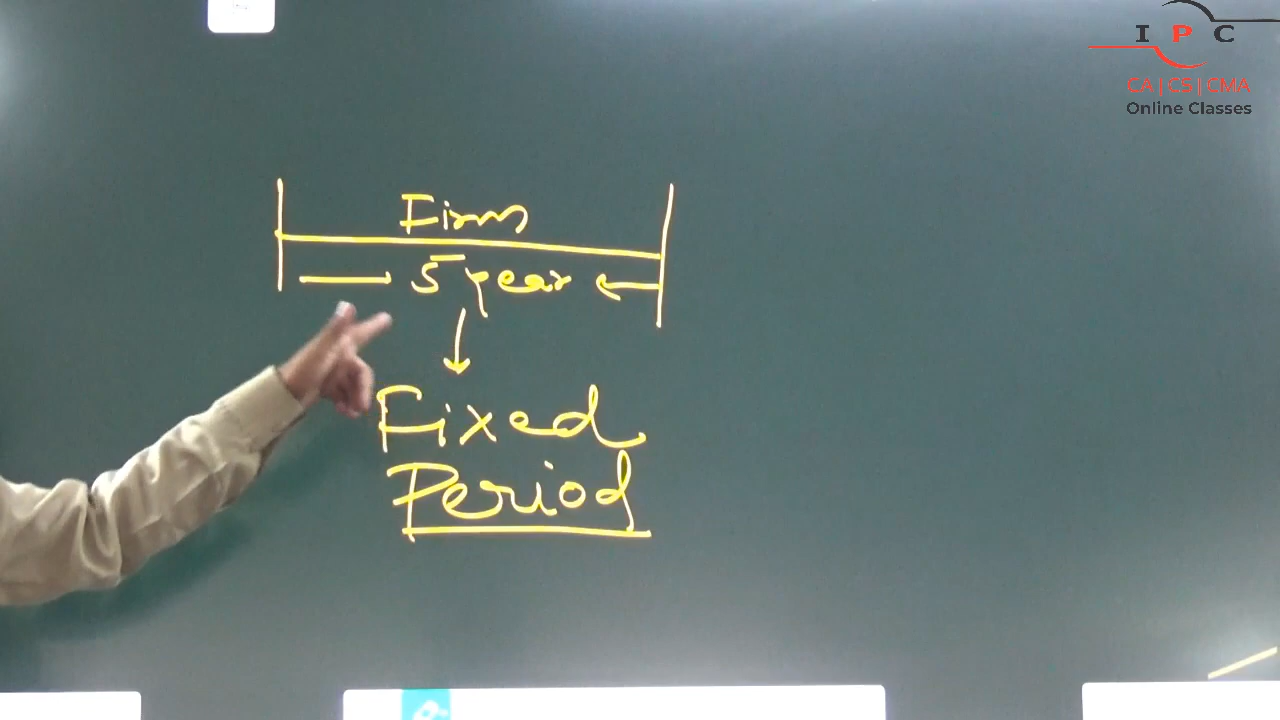 I P C
CA|CS|CMA
Online Classes
Firm
5 year
Fixed
Period